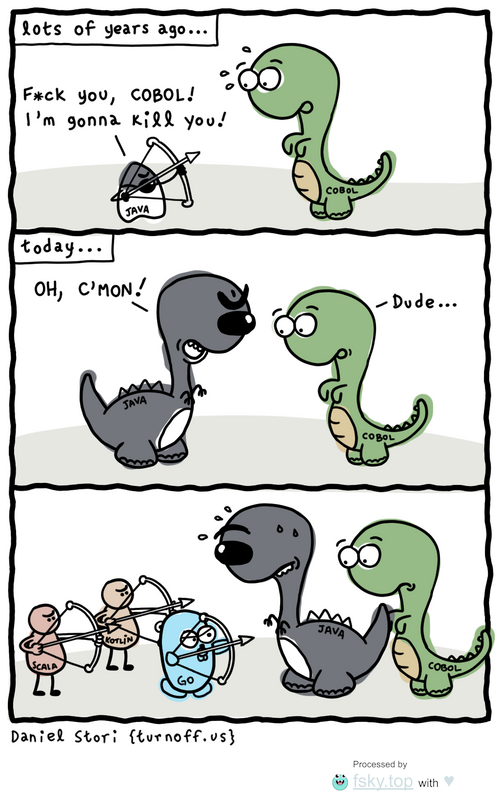 lots of years ago...
F*ck you, COBOL!
I'm gonna kill you!
JAVA
COBOL
today...
OH, C'MON!
Dude...
JAVA
COBOL
SCALA
KOTLIN
GO
JAVA
COBOL
Daniel Stori {turnoff.us}
Processed by
fsky.top with ♥